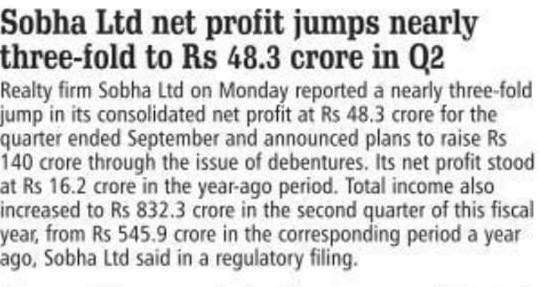 Sobha Ltd net profit jumps nearly
three-fold to Rs 48.3 crore in Q2
Realty firm Sobha Ltd on Monday reported a nearly three-fold
jump in its consolidated net profit at Rs 48.3 crore for the
quarter ended September and announced plans to raise Rs
140 crore through the issue of debentures. Its net profit stood
at Rs 16.2 crore in the year-ago period. Total income also
increased to Rs 832.3 crore in the second quarter of this fiscal
year, from Rs 545.9 crore in the corresponding period a year
ago, Sobha Ltd said in a regulatory filing.